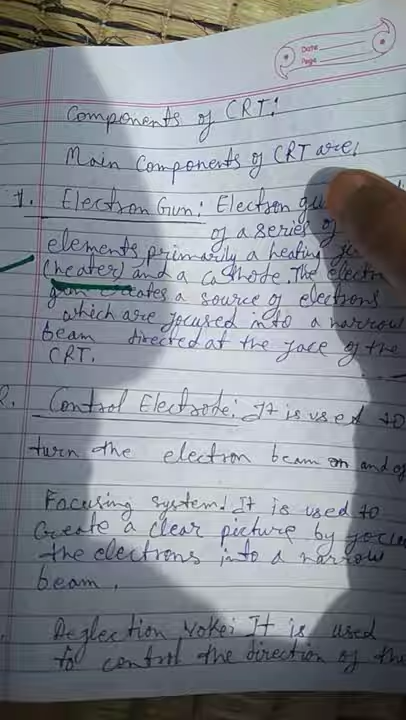 Date
Page
Components of CRT:
Main Components of CRT are:
1. Electron Gun: Electron gu
of a series of
elements, primarily a heating
(heater) and a cathode. The electr
gun creates a source of electrons
which are focused into a narrow
beam directed at the face of the
CRT.
2. Control Electrode: It is used to
turn the electron beam on and of
Focusing system: It is used to
Create a clear picture by focus
the electrons into a narrow
beam.
Deflection Yoke: It is used
to control the direction of the